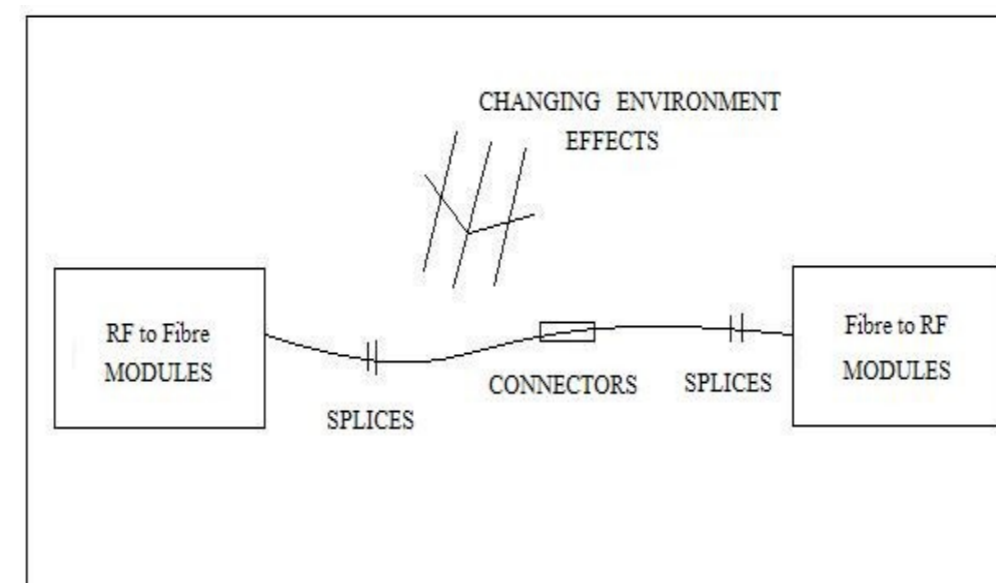 CHANGING ENVIRONMENT
EFFECTS
RF to Fibre
MODULES
SPLICES
CONNECTORS
SPLICES
Fibre to RF
MODULES